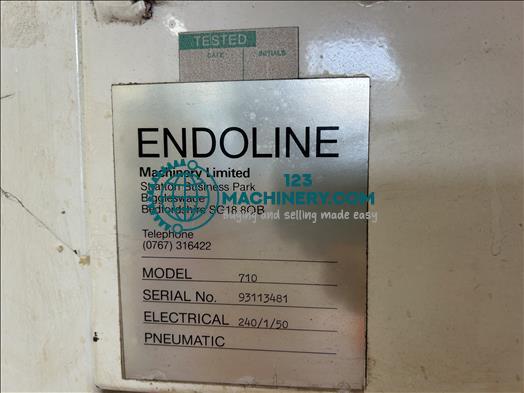 TESTED
DATE INITIALS
ENDOLINE
Machinery Limited
Stratton Business Park
Biggleswade
Bedfordshire SG18 8QB
Telephone
(0767) 316422
MODEL 710
SERIAL No. 93113481
ELECTRICAL 240/1/50
PNEUMATIC
123
MACHINERY.COM
buying and selling made easy